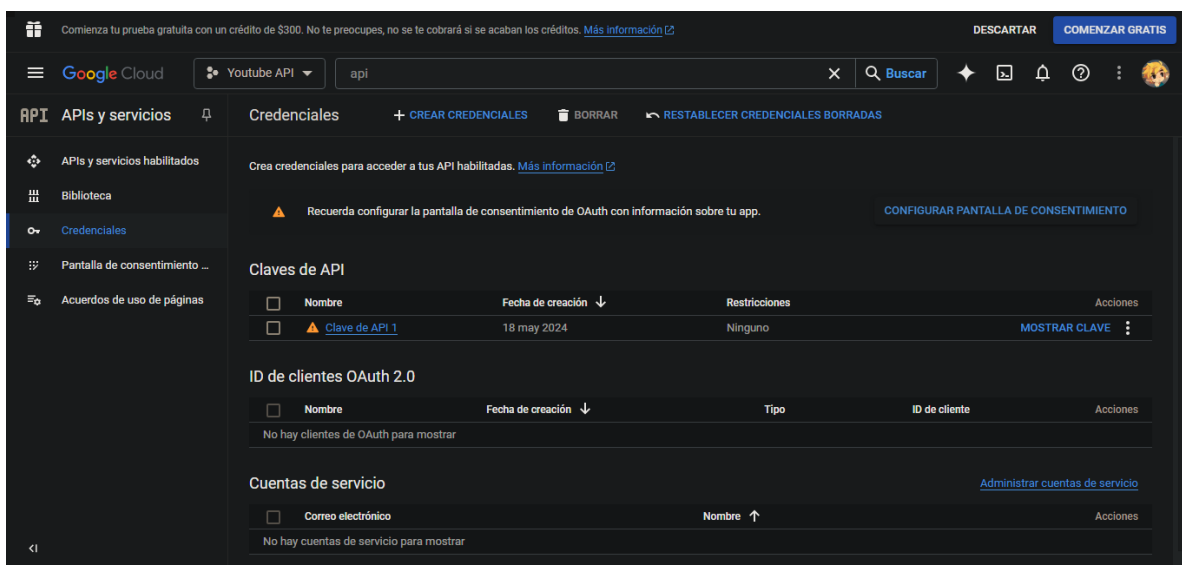 Comienza tu prueba gratuita con un crédito de $300. No te preocupes, no se te cobrará si se acaban los créditos. Más información DESCARTAR COMENZAR GRATIS
Google Cloud Youtube API api Buscar
API APIs y servicios Credenciales + CREAR CREDENCIALES BORRAR RESTABLECER CREDENCIALES BORRADAS
APIs y servicios habilitados
Biblioteca
Credenciales
Pantalla de consentimiento ...
Acuerdos de uso de páginas
Crea credenciales para acceder a tus API habilitadas. Más información
Recuerda configurar la pantalla de consentimiento de OAuth con información sobre tu app. CONFIGURAR PANTALLA DE CONSENTIMIENTO
Claves de API
Nombre Fecha de creación Restricciones Acciones
Clave de API 1 18 may 2024 Ninguno MOSTRAR CLAVE
ID de clientes OAuth 2.0
Nombre Fecha de creación Tipo ID de cliente Acciones
No hay clientes de OAuth para mostrar
Cuentas de servicio Administrar cuentas de servicio
Correo electrónico Nombre Acciones
No hay cuentas de servicio para mostrar